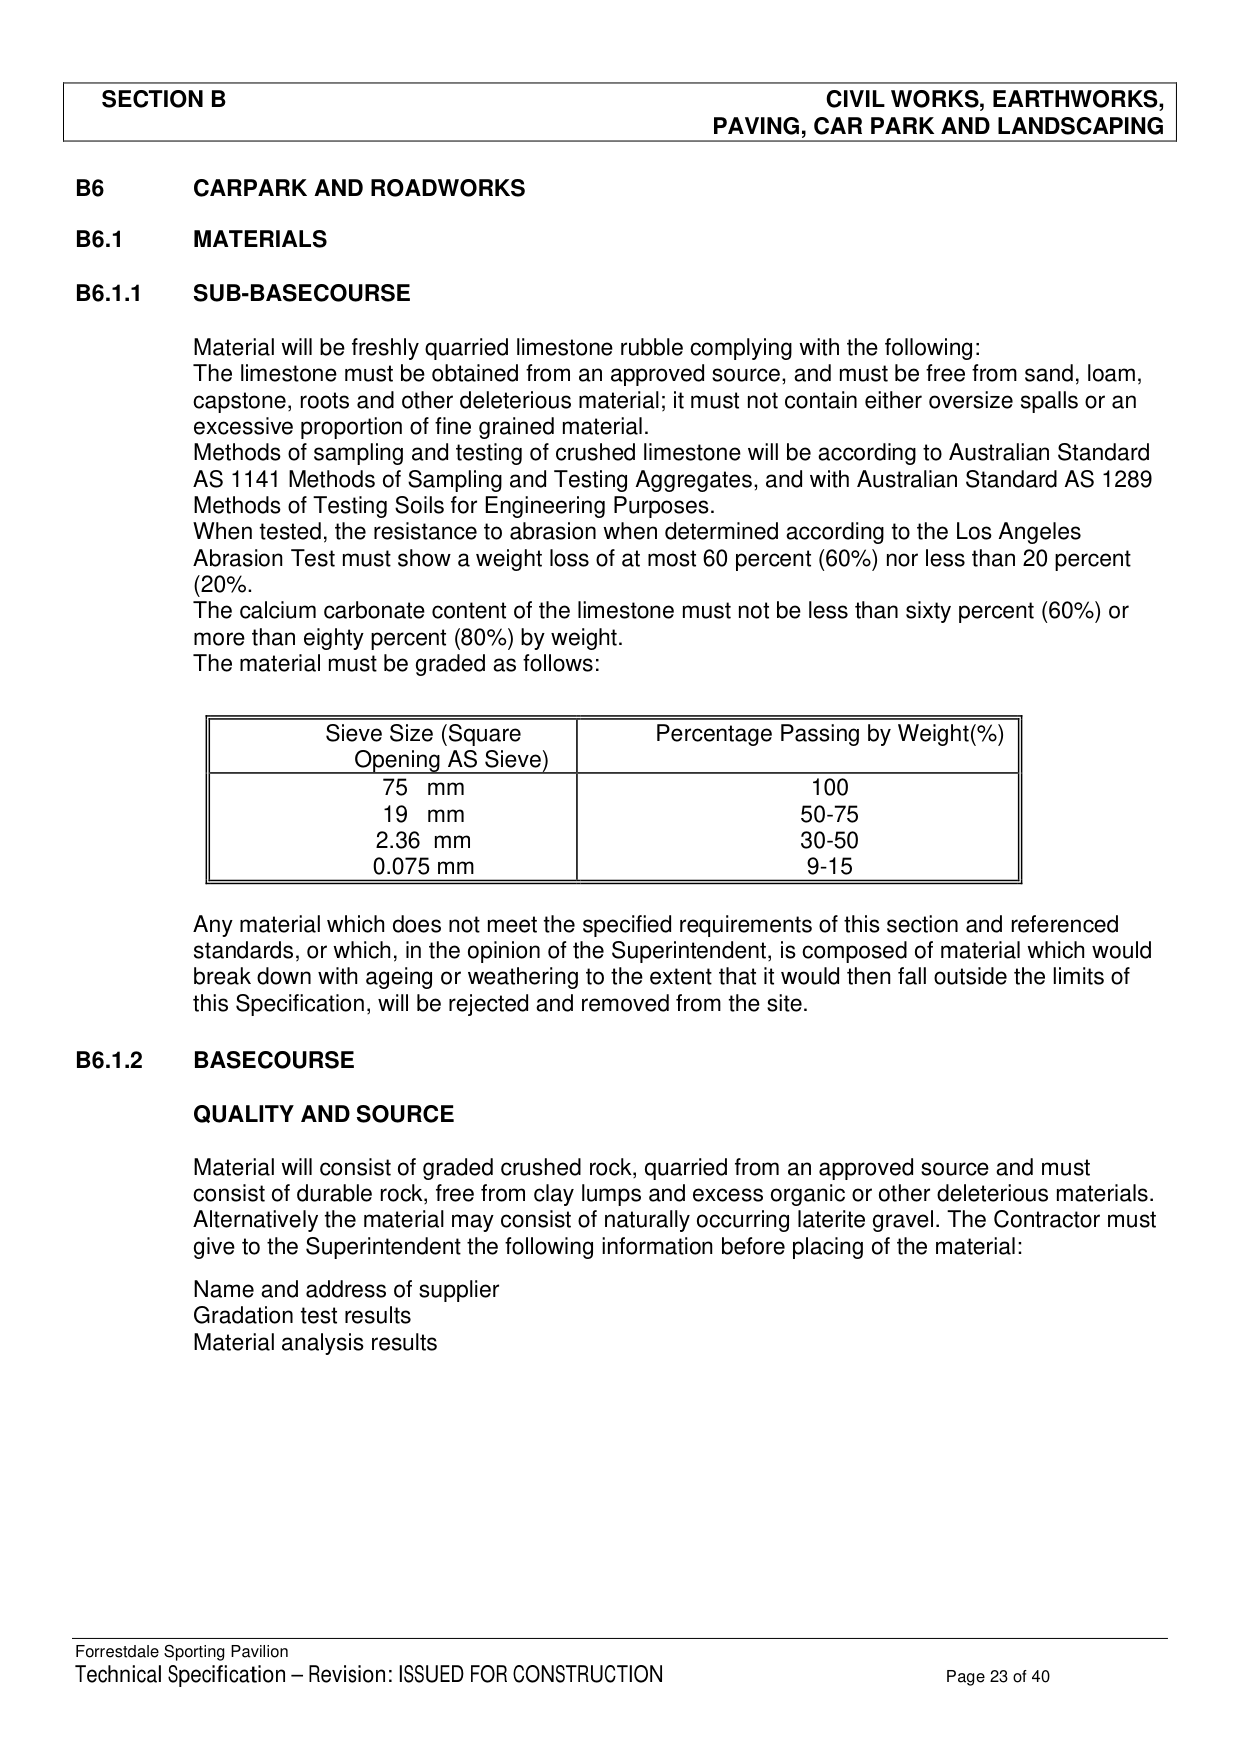 SECTION B CIVIL WORKS, EARTHWORKS,
PAVING, CAR PARK AND LANDSCAPING
B6 CARPARK AND ROADWORKS
B6.1 MATERIALS
B6.1.1 SUB-BASECOURSE
Material will be freshly quarried limestone rubble complying with the following:
The limestone must be obtained from an approved source, and must be free from sand, loam,
capstone, roots and other deleterious material; it must not contain either oversize spalls or an
excessive proportion of fine grained material.
Methods of sampling and testing of crushed limestone will be according to Australian Standard
AS 1141 Methods of Sampling and Testing Aggregates, and with Australian Standard AS 1289
Methods of Testing Soils for Engineering Purposes.
When tested, the resistance to abrasion when determined according to the Los Angeles
Abrasion Test must show a weight loss of at most 60 percent (60%) nor less than 20 percent
(20%.
The calcium carbonate content of the limestone must not be less than sixty percent (60%) or
more than eighty percent (80%) by weight.
The material must be graded as follows:
Sieve Size (Square Percentage Passing by Weight(%)
Opening AS Sieve)
75 mm 100
19 mm 50-75
2.36 mm 30-50
0.075 mm 9-15
Any material which does not meet the specified requirements of this section and referenced
standards, or which, in the opinion of the Superintendent, is composed of material which would
break down with ageing or weathering to the extent that it would then fall outside the limits of
this Specification, will be rejected and removed from the site.
B6.1.2 BASECOURSE
QUALITY AND SOURCE
Material will consist of graded crushed rock, quarried from an approved source and must
consist of durable rock, free from clay lumps and excess organic or other deleterious materials.
Alternatively the material may consist of naturally occurring laterite gravel. The Contractor must
give to the Superintendent the following information before placing of the material:
Name and address of supplier
Gradation test results
Material analysis results
Forrestdale Sporting Pavilion
Technical Specification – Revision: ISSUED FOR CONSTRUCTION Page 23 of 40